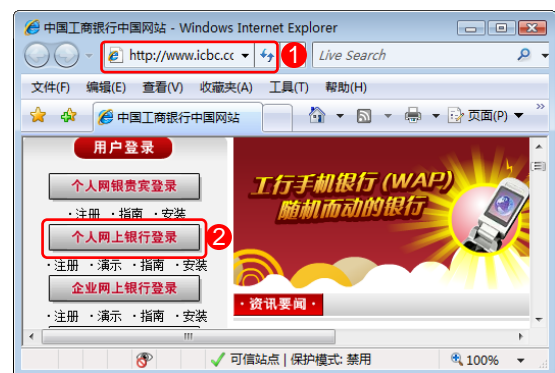 中国工商银行中国网站 - Windows Internet Explorer
http://www.icbc.cc
1
Live Search
文件(F) 编辑(E) 查看(V) 收藏夹(A) 工具(T) 帮助(H)
中国工商银行中国网站
页面(P)
用户登录
个人网银贵宾登录
·注册 ·指南 ·安装
个人网上银行登录
2
·注册 ·演示 ·指南 ·安装
企业网上银行登录
·注册 ·演示 ·指南 ·安装
工行手机银行 (WAP)
随机而动的银行
·资讯要闻·
可信站点 | 保护模式: 禁用
100%